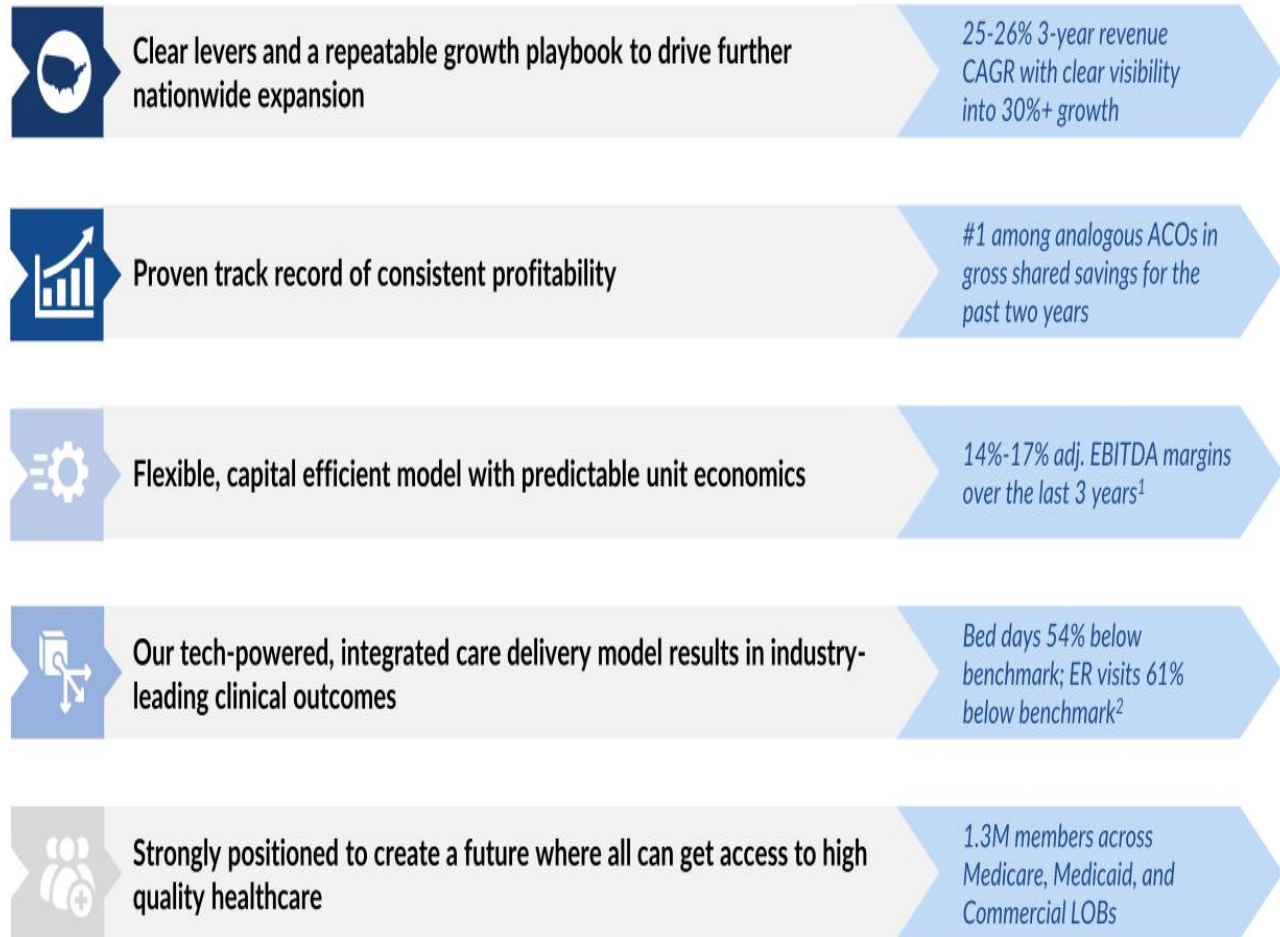 Clear levers and a repeatable growth playbook to drive further
nationwide expansion
25-26% 3-year revenue
CAGR with clear visibility
into 30%+ growth
Proven track record of consistent profitability
#1 among analogous ACOs in
gross shared savings for the
past two years
Flexible, capital efficient model with predictable unit economics
14%-17% adj. EBITDA margins
over the last 3 years1
Our tech-powered, integrated care delivery model results in industry-
leading clinical outcomes
Bed days 54% below
benchmark; ER visits 61%
below benchmark2
Strongly positioned to create a future where all can get access to high
quality healthcare
1.3M members across
Medicare, Medicaid, and
Commercial LOBs